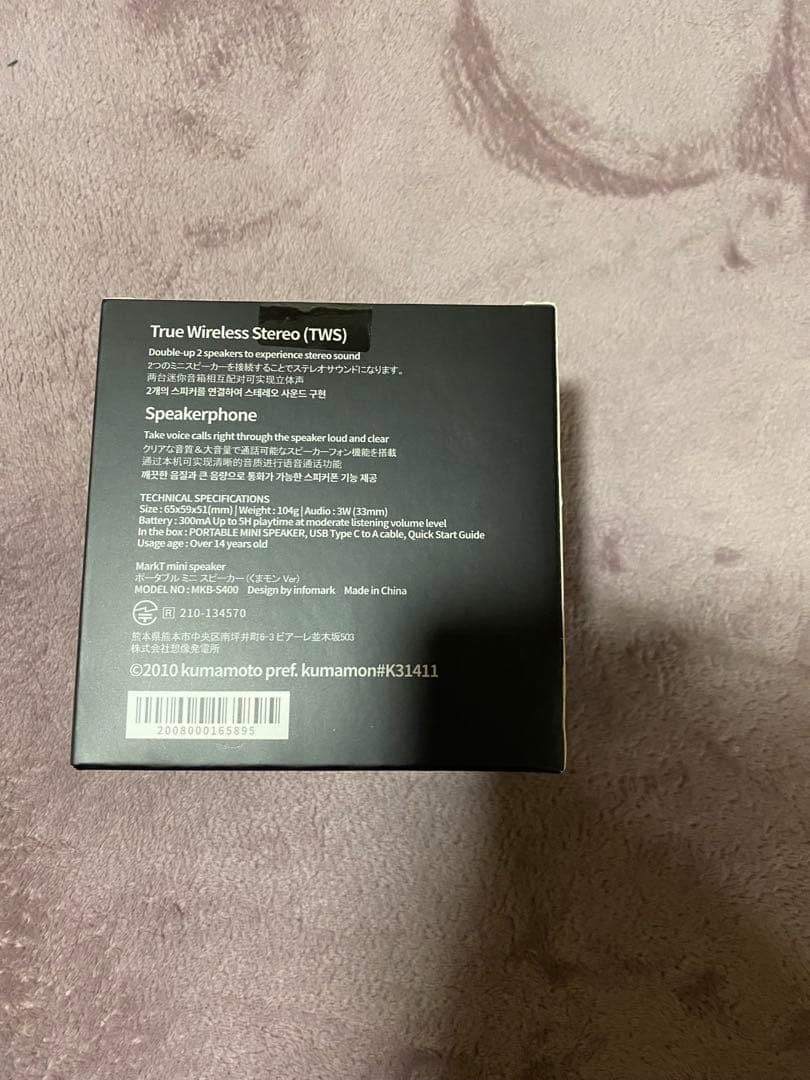 True Wireless Stereo (TWS)
Double-up 2 speakers to experience stereo sound
2つのミニスピーカーを接続することでステレオサウンドになります。
两台迷你音箱相互配对可实现立体声
2개의 스피커를 연결하여 스테레오 사운드 구현
Speakerphone
Take voice calls right through the speaker loud and clear
クリアな音質＆大音量で通話可能なスピーカーフォン機能を搭載
通过本机可实现清晰的音质进行语音通话功能
깨끗한 음질과 큰 음량으로 통화가 가능한 스피커폰 기능 제공
TECHNICAL SPECIFICATIONS
Size : 65x59x51(mm) | Weight : 104g | Audio : 3W (33mm)
Battery : 300mA Up to 5H playtime at moderate listening volume level
In the box : PORTABLE MINI SPEAKER, USB Type C to A cable, Quick Start Guide
Usage age : Over 14 years old
MarkT mini speaker
ポータブル ミニ スピーカー（くまモン Ver）
MODEL NO : MKB-S400 Design by infomark Made in China
R 210-134570
熊本県熊本市中央区南坪井町6-3 ビアーレ並木坂503
株式会社想像発電所
©2010 kumamoto pref. kumamon#K31411
2008000165895